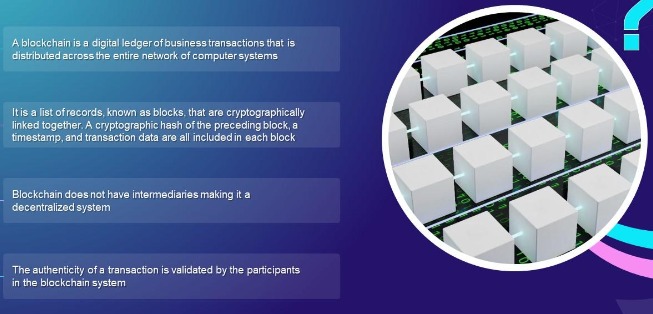 A blockchain is a digital ledger of business transactions that is
distributed across the entire network of computer systems
It is a list of records, known as blocks, that are cryptographically
linked together. A cryptographic hash of the preceding block, a
timestamp, and transaction data are all included in each block
Blockchain does not have intermediaries making it a
decentralized system
The authenticity of a transaction is validated by the participants
in the blockchain system